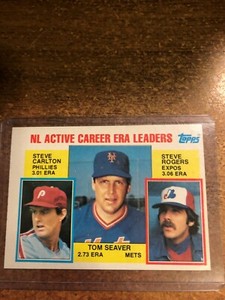 NL ACTIVE CAREER ERA LEADERS
Topps
STEVE
CARLTON
PHILLIES
3.01 ERA
STEVE
ROGERS
EXPOS
3.06 ERA
TOM SEAVER
2.73 ERA METS